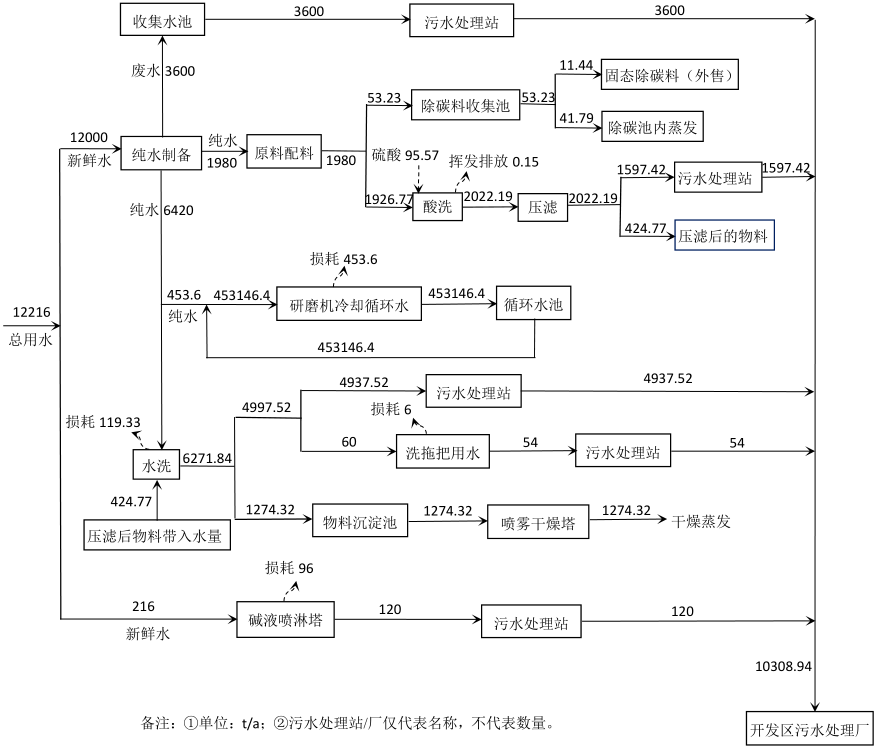 收集水池
3600
污水处理站
3600
废水 3600
11.44
固态除碳料（外售）
53.23
除碳料收集池
53.23
41.79
除碳池内蒸发
12000
新鲜水
纯水制备
纯水
1980
原料配料
1980
硫酸 95.57
挥发排放 0.15
1926.77
酸洗
2022.19
压滤
2022.19
1597.42
污水处理站
1597.42
424.77
压滤后的物料
纯水 6420
损耗 453.6
453.6
纯水
453146.4
研磨机冷却循环水
453146.4
循环水池
453146.4
12216
总用水
4937.52
污水处理站
4937.52
4997.52
损耗 6
损耗 119.33
60
洗拖把用水
54
污水处理站
54
水洗
6271.84
424.77
1274.32
物料沉淀池
1274.32
喷雾干燥塔
1274.32
干燥蒸发
压滤后物料带入水量
损耗 96
216
新鲜水
碱液喷淋塔
120
污水处理站
120
10308.94
备注：①单位：t/a；②污水处理站/厂仅代表名称，不代表数量。
开发区污水处理厂